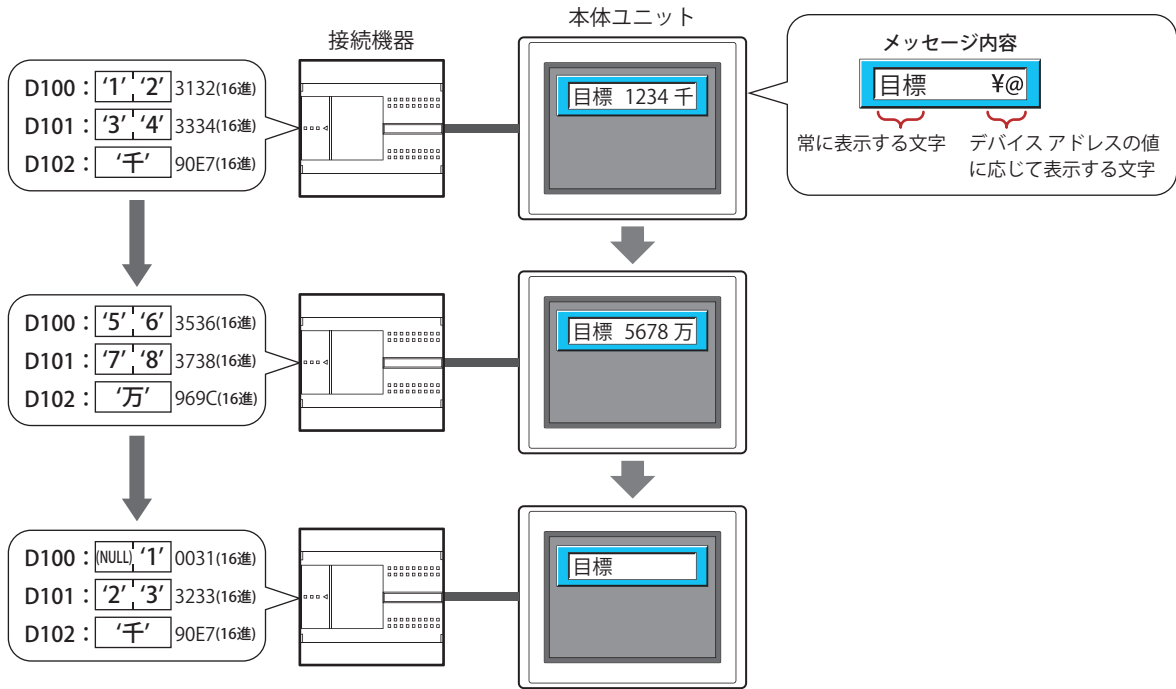 接続機器
本体ユニット
メッセージ内容
目標 ¥@
常に表示する文字
デバイス アドレスの値
に応じて表示する文字
D100 : ‘1’ ‘2’ 3132(16進)
D101 : ‘3’ ‘4’ 3334(16進)
D102 : ‘千’ 90E7(16進)
目標 1234 千
D100 : ‘5’ ‘6’ 3536(16進)
D101 : ‘7’ ‘8’ 3738(16進)
D102 : ‘万’ 969C(16進)
目標 5678 万
D100 : (NULL) ‘1’ 0031(16進)
D101 : ‘2’ ‘3’ 3233(16進)
D102 : ‘千’ 90E7(16進)
目標